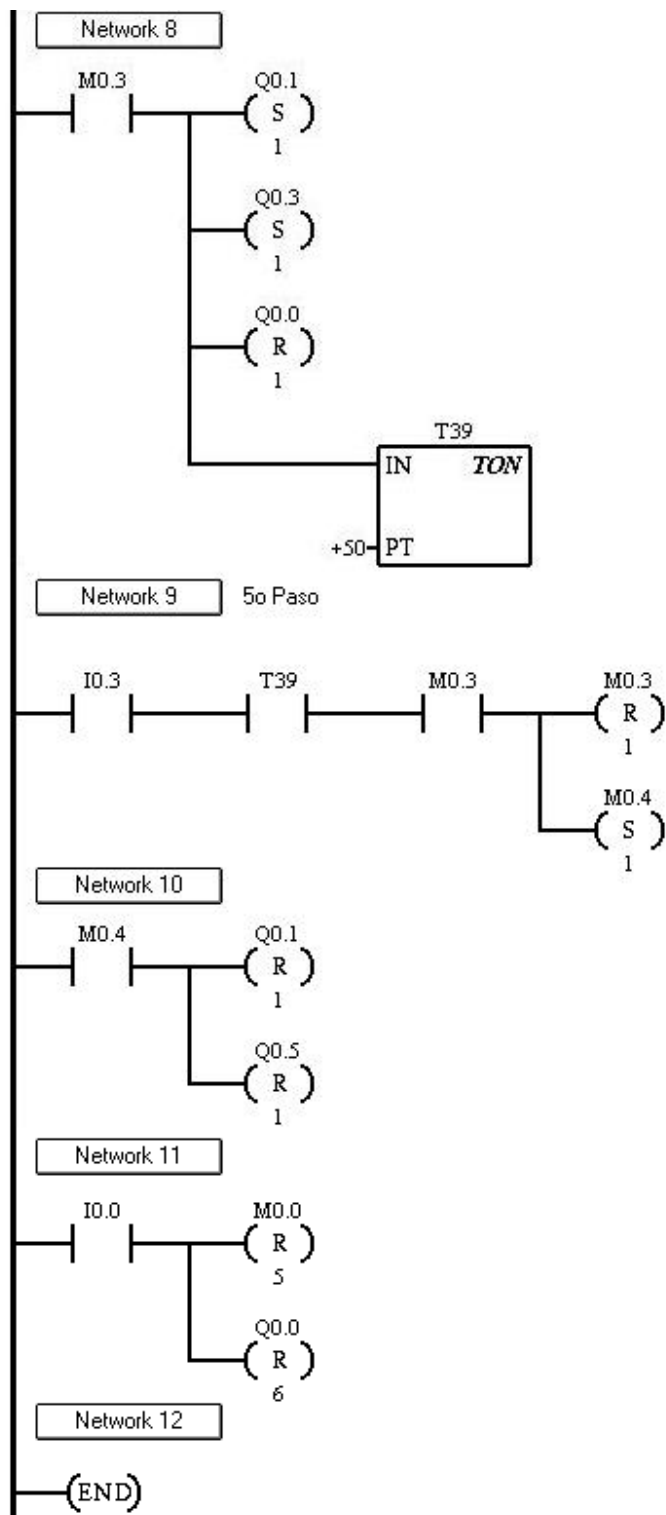 Network 8
M0.3 Q0.1
S
1
Q0.3
S
1
Q0.0
R
1
T39
IN TON
+50 PT
Network 9 5o Paso
I0.3 T39 M0.3 M0.3
R
1
M0.4
S
1
Network 10
M0.4 Q0.1
R
1
Q0.5
R
1
Network 11
I0.0 M0.0
R
5
Q0.0
R
6
Network 12
(END)